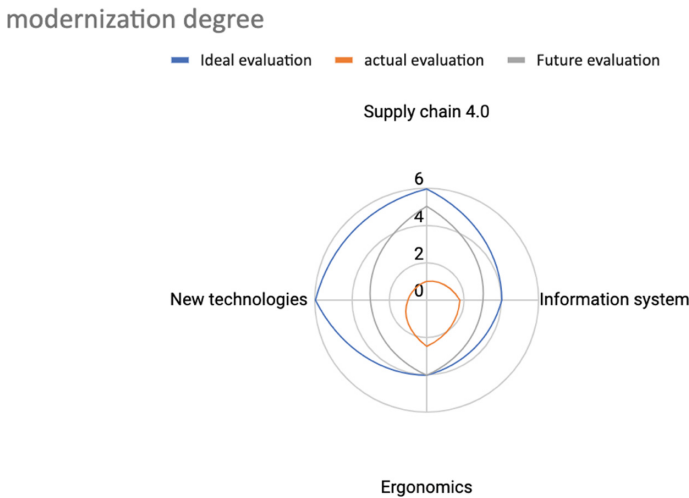 modernization degree
Ideal evaluation actual evaluation Future evaluation
Supply chain 4.0
6
4
2
0
New technologies Information system
Ergonomics